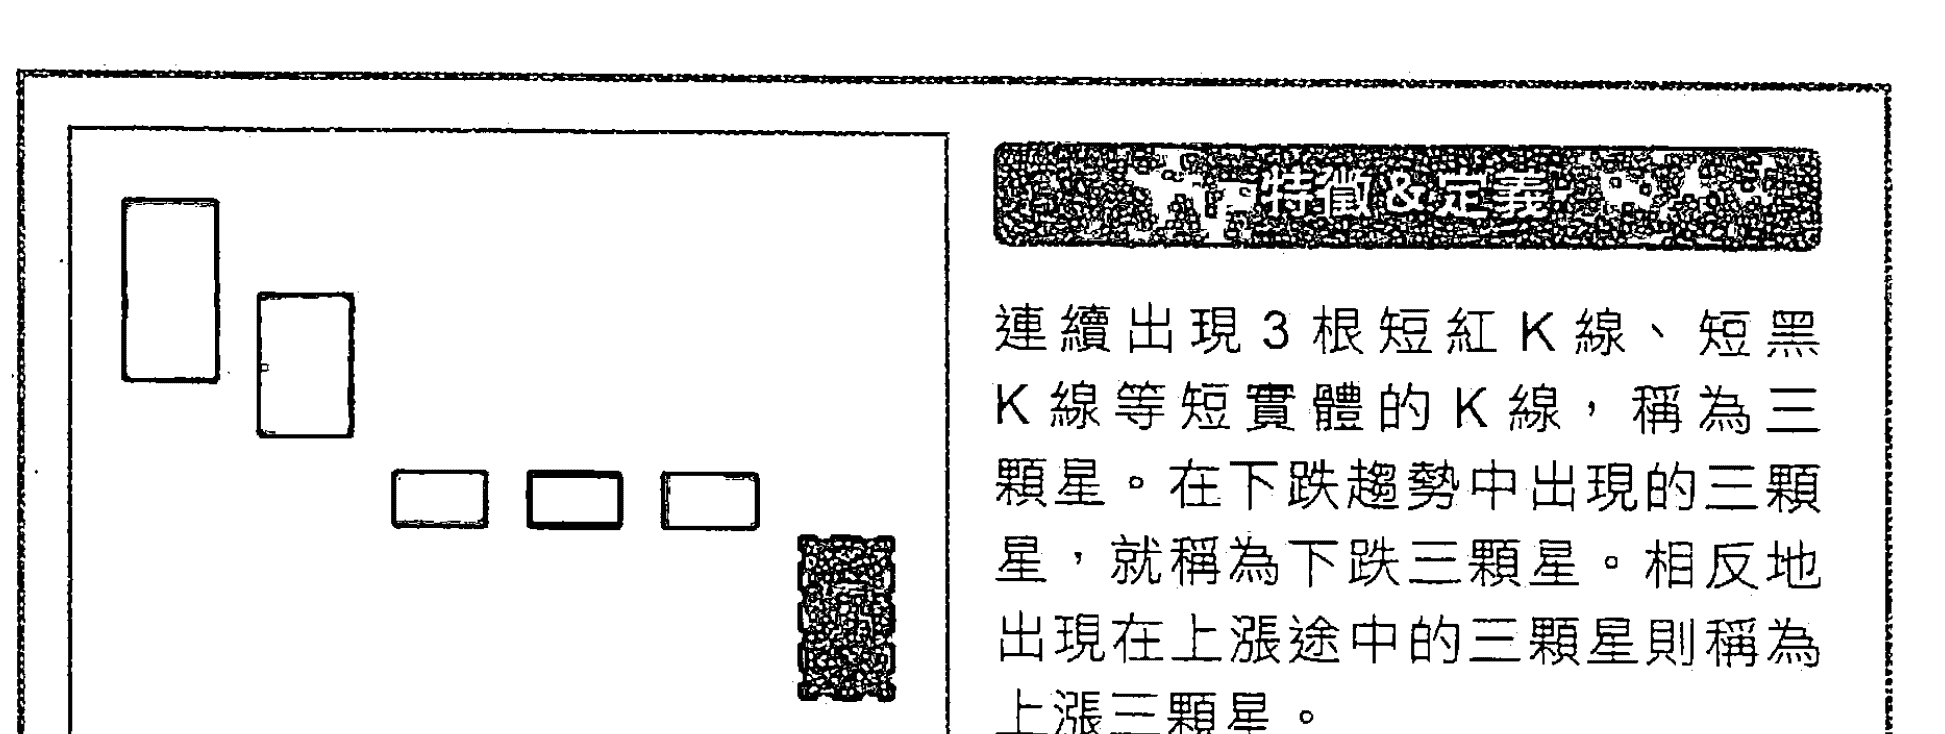 特徵&定義
連續出現3根短紅K線、短黑
K線等短實體的K線，稱為三
顆星。在下跌趨勢中出現的三顆
星，就稱為下跌三顆星。相反地
出現在上漲途中的三顆星則稱為
上漲三顆星。